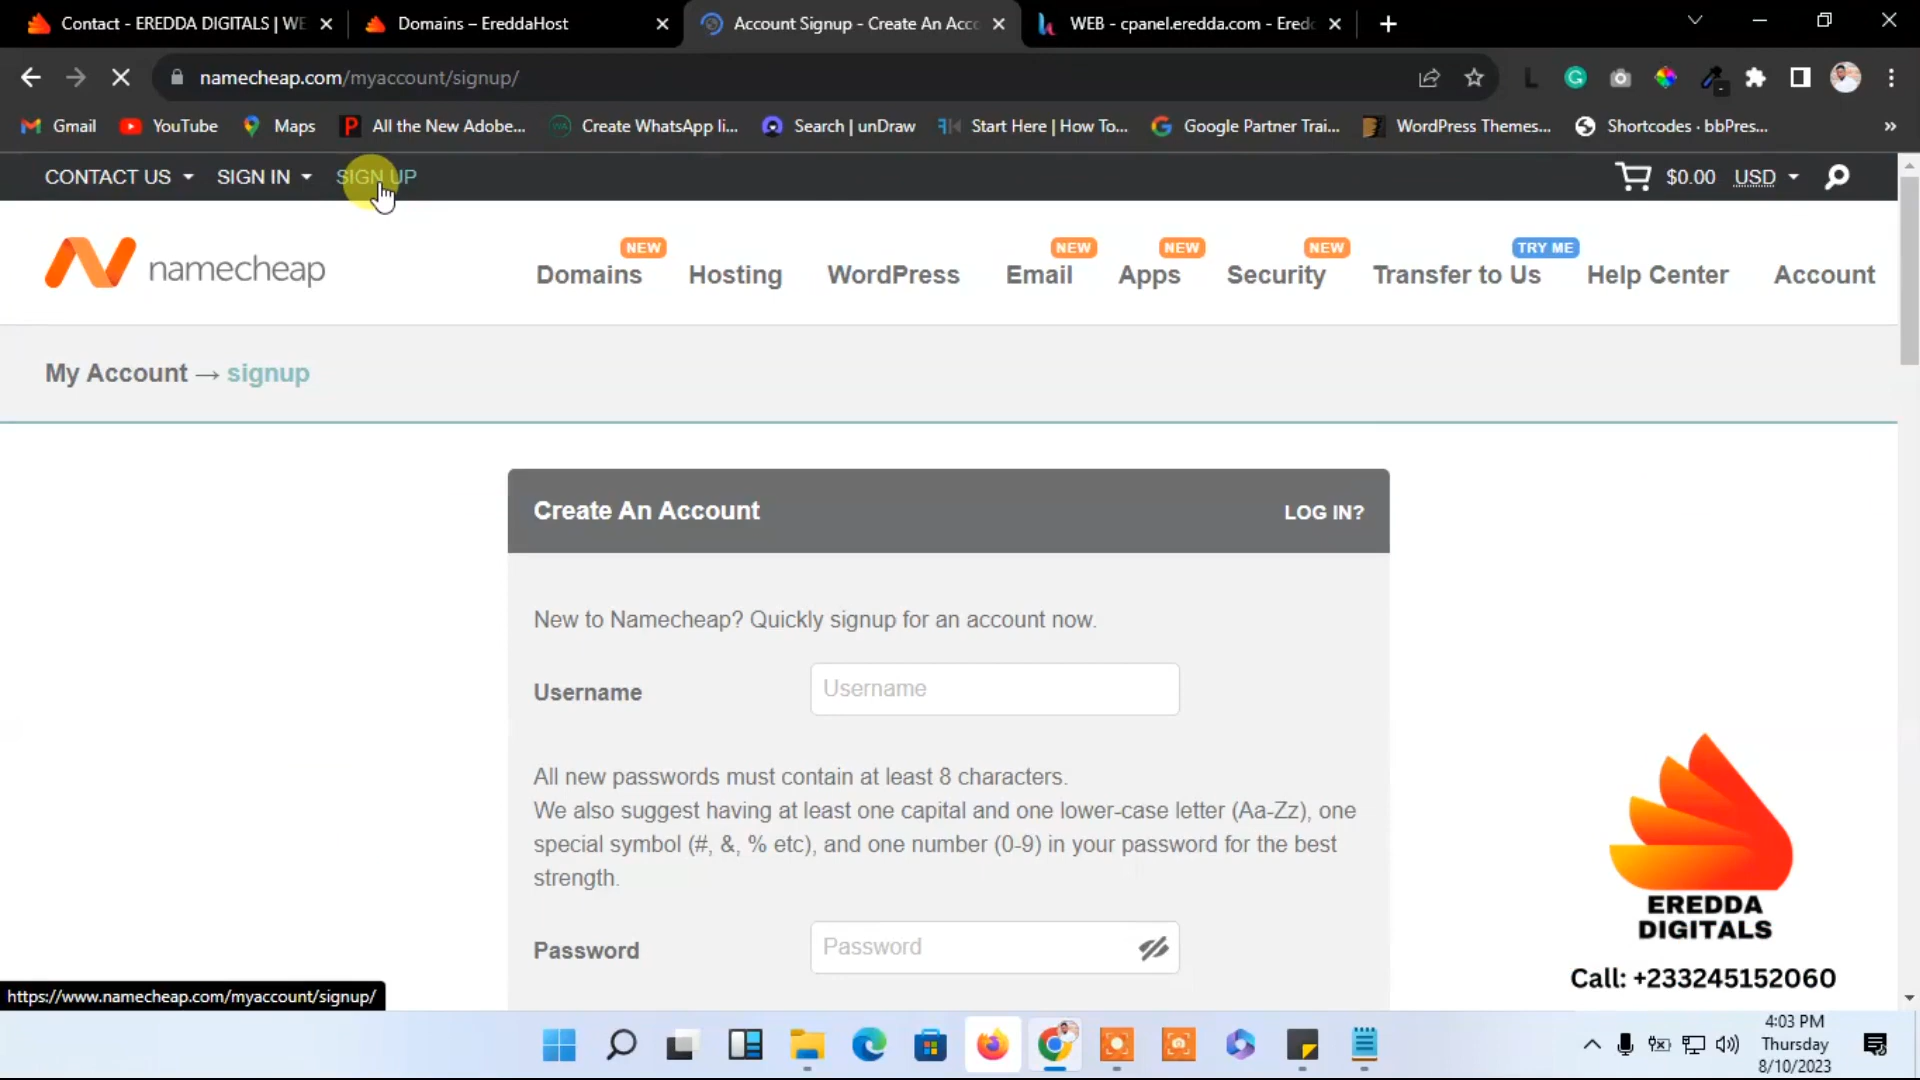 Contact - EREDDA DIGITALS | WE
Domains – EreddaHost
Account Signup - Create An Acco
WEB - cpanel.eredda.com - Ered
namecheap.com/myaccount/signup/
Gmail
YouTube
Maps
All the New Adobe...
Create WhatsApp li...
Search | unDraw
Start Here | How To...
Google Partner Trai...
WordPress Themes...
Shortcodes · bbPres...
CONTACT US
SIGN IN
SIGN UP
$0.00
USD
namecheap
Domains
NEW
Hosting
WordPress
Email
NEW
Apps
NEW
Security
NEW
Transfer to Us
TRY ME
Help Center
Account
My Account → signup
Create An Account
LOG IN?
New to Namecheap? Quickly signup for an account now.
Username
Username
All new passwords must contain at least 8 characters.
We also suggest having at least one capital and one lower-case letter (Aa-Zz), one
special symbol (#, &, % etc), and one number (0-9) in your password for the best
strength.
Password
Password
EREDDA
DIGITALS
Call: +233245152060
https://www.namecheap.com/myaccount/signup/
4:03 PM
Thursday
8/10/2023